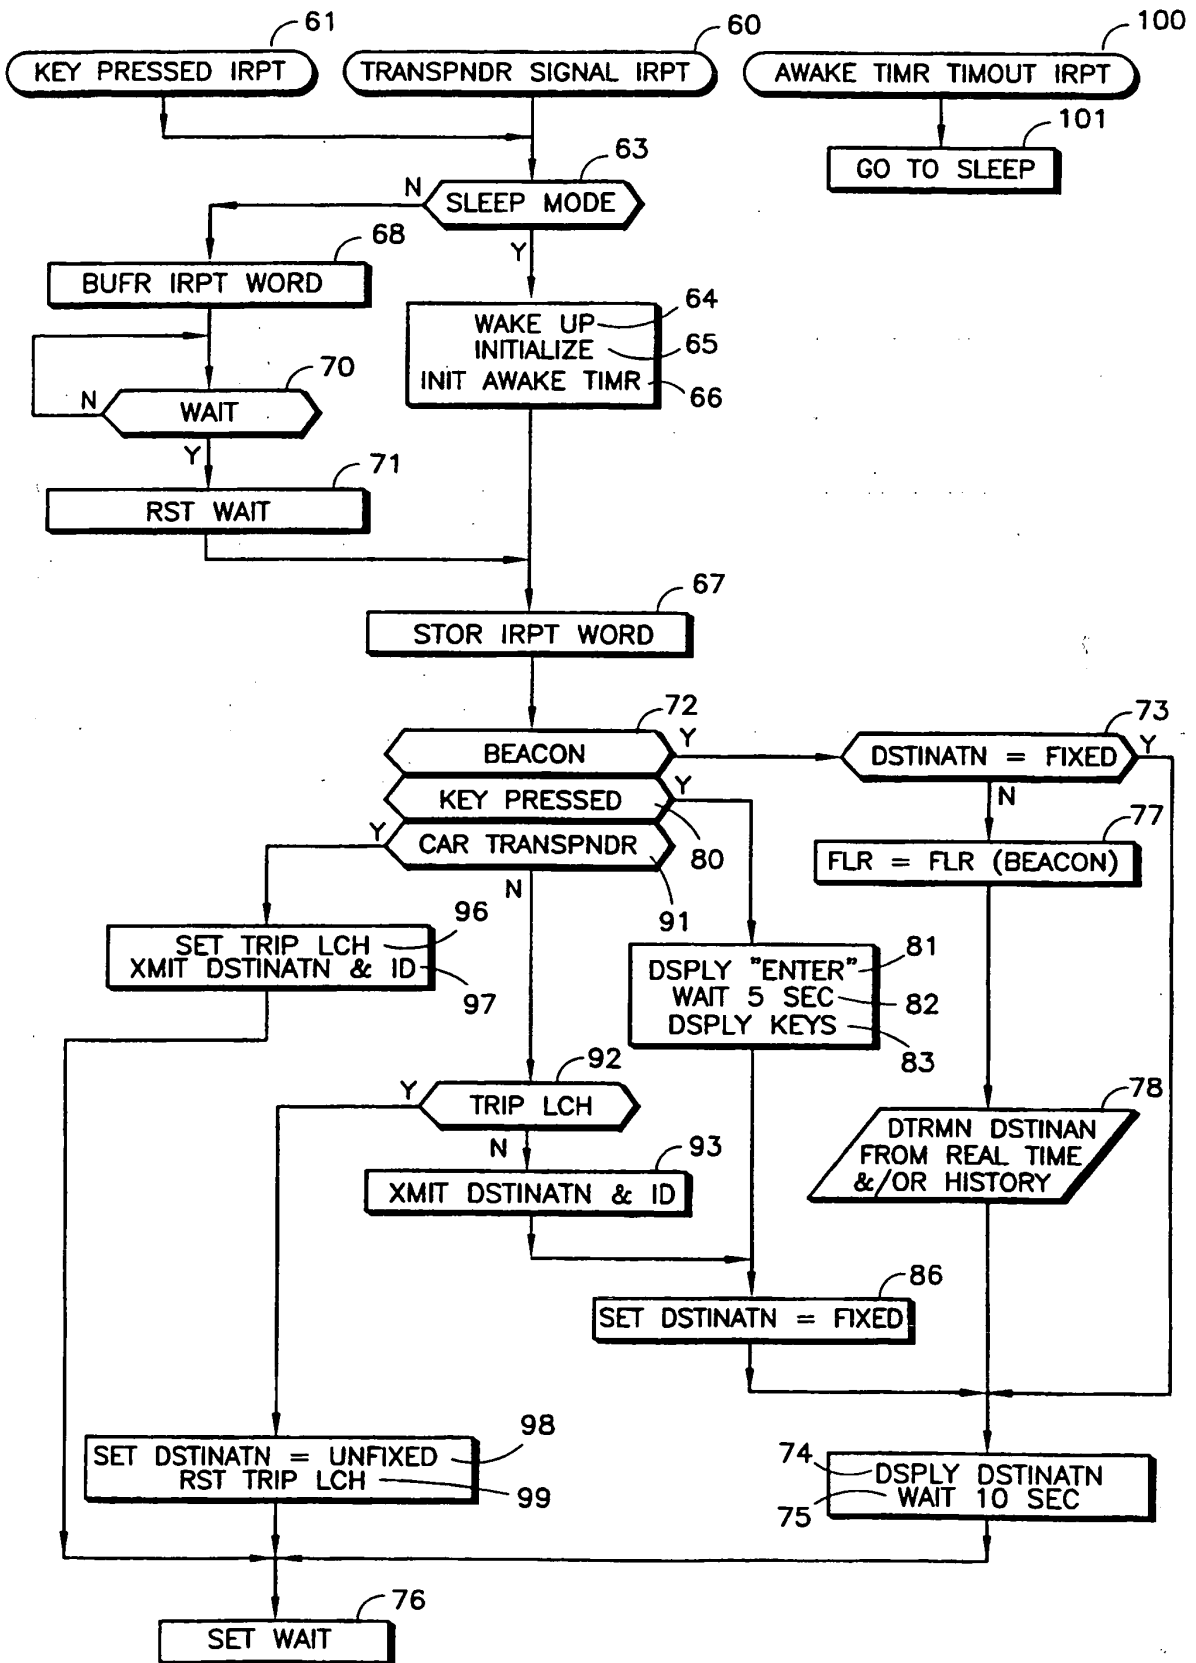 61
60
100
KEY PRESSED IRPT
TRANSPNDR SIGNAL IRPT
AWAKE TIMR TIMOUT IRPT
101
GO TO SLEEP
63
N
SLEEP MODE
Y
68
BUFR IRPT WORD
WAKE UP 64
INITIALIZE 65
INIT AWAKE TIMR 66
70
N
WAIT
Y
71
RST WAIT
67
STOR IRPT WORD
72
BEACON
Y
73
DSTINATN = FIXED
Y
N
KEY PRESSED
Y
80
77
FLR = FLR (BEACON)
Y
CAR TRANSPNDR
N
91
SET TRIP LCH 96
XMIT DSTINATN & ID 97
DSPLY "ENTER" 81
WAIT 5 SEC 82
DSPLY KEYS 83
92
Y
TRIP LCH
N
78
DTRMN DSTINAN
FROM REAL TIME
&/OR HISTORY
93
XMIT DSTINATN & ID
86
SET DSTINATN = FIXED
SET DSTINATN = UNFIXED 98
RST TRIP LCH 99
74 DSPLY DSTINATN
75 WAIT 10 SEC
76
SET WAIT